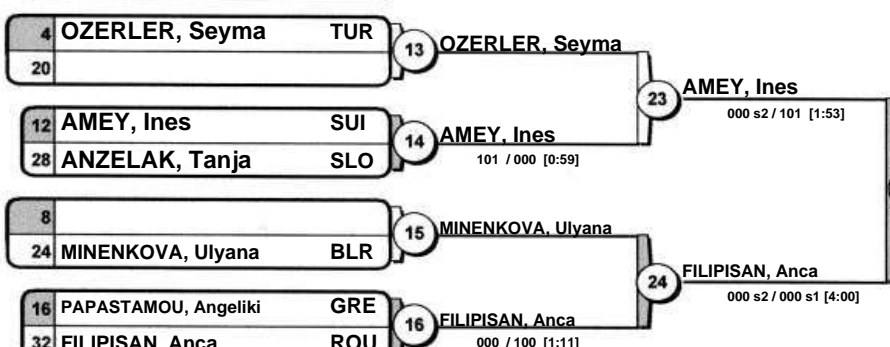 4 OZERLER, Seyma TUR
20
13 OZERLER, Seyma
12 AMEY, Ines SUI
28 ANZELAK, Tanja SLO
14 AMEY, Ines
101 / 000 [0:59]
23 AMEY, Ines
000 s2 / 101 [1:53]
8
24 MINENKOVA, Ulyana BLR
15 MINENKOVA, Ulyana
16 PAPASTAMOU, Angeliki GRE
32 FILIPISAN, Anca ROU
16 FILIPISAN, Anca
000 / 100 [1:11]
24 FILIPISAN, Anca
000 s2 / 000 s1 [4:00]